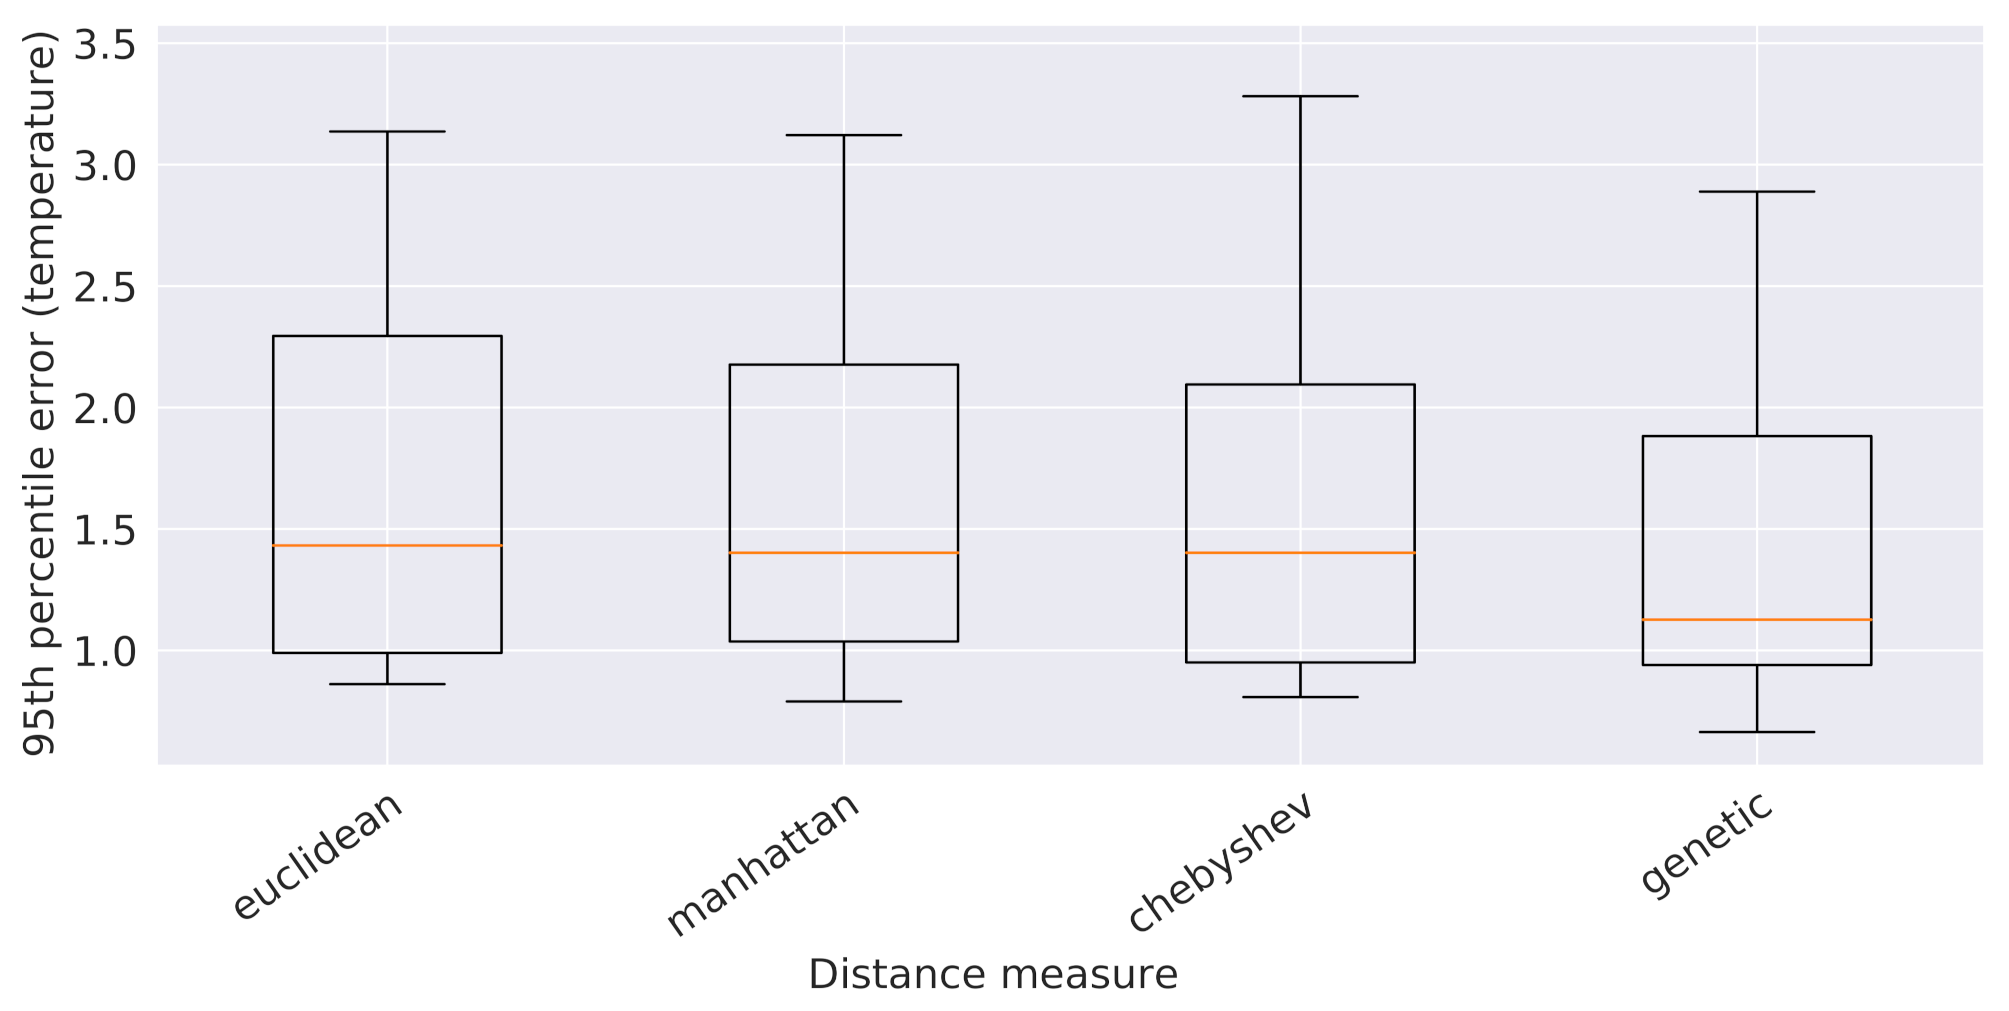 95th percentile error (temperature)
3.5
3.0
2.5
2.0
1.5
1.0
euclidean
manhattan
chebyshev
genetic
Distance measure